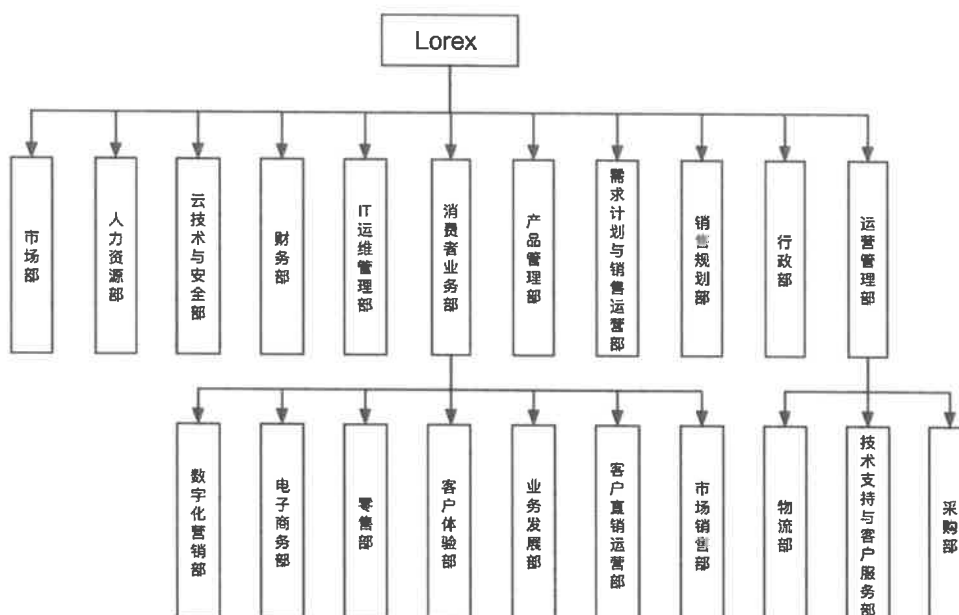 Lorex
市场部
人力资源部
云技术与安全部
财务部
IT运维管理部
消费者业务部
产品管理部
需求计划与销售运营部
销售规划部
行政部
运营管理部
数字化营销部
电子商务部
零售部
客户体验部
业务发展部
客户直销运营部
市场销售部
物流部
技术支持与客户服务部
采购部